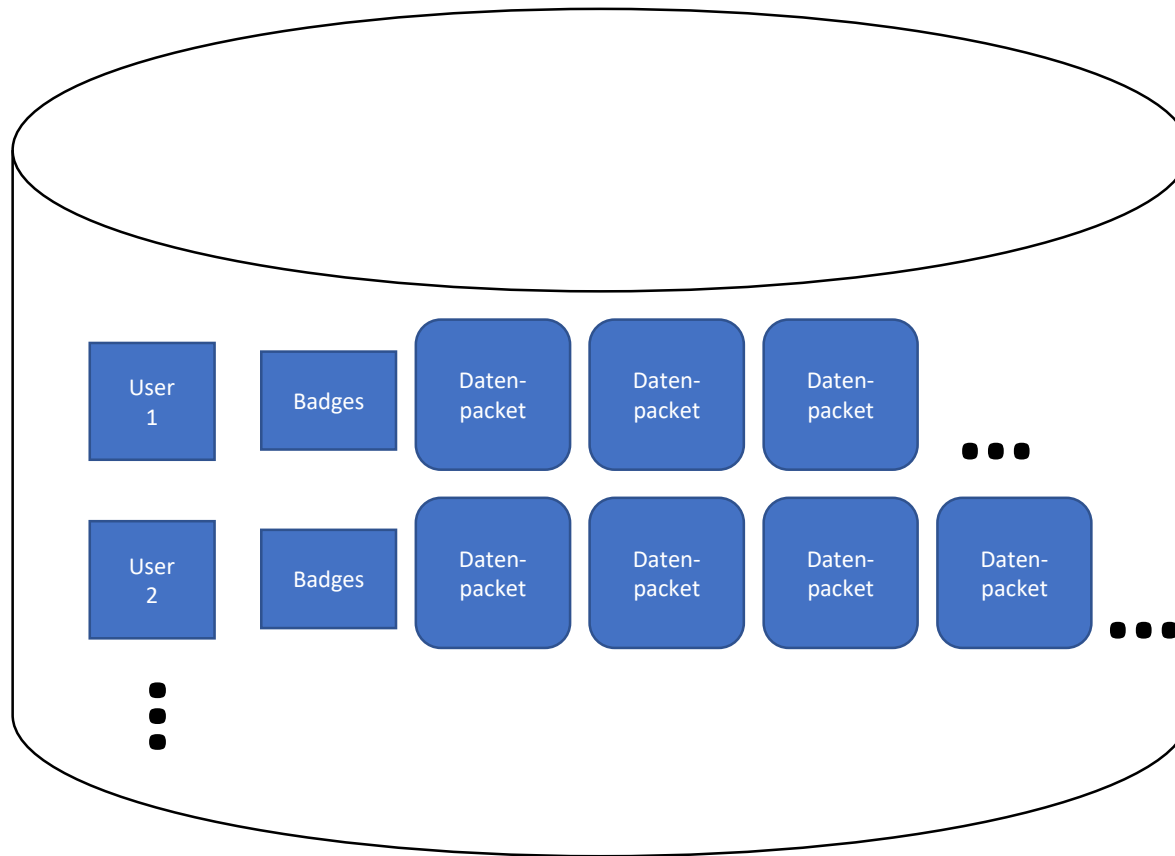 User
1
Badges
Daten-
packet
Daten-
packet
Daten-
packet
...
User
2
Badges
Daten-
packet
Daten-
packet
Daten-
packet
Daten-
packet
...